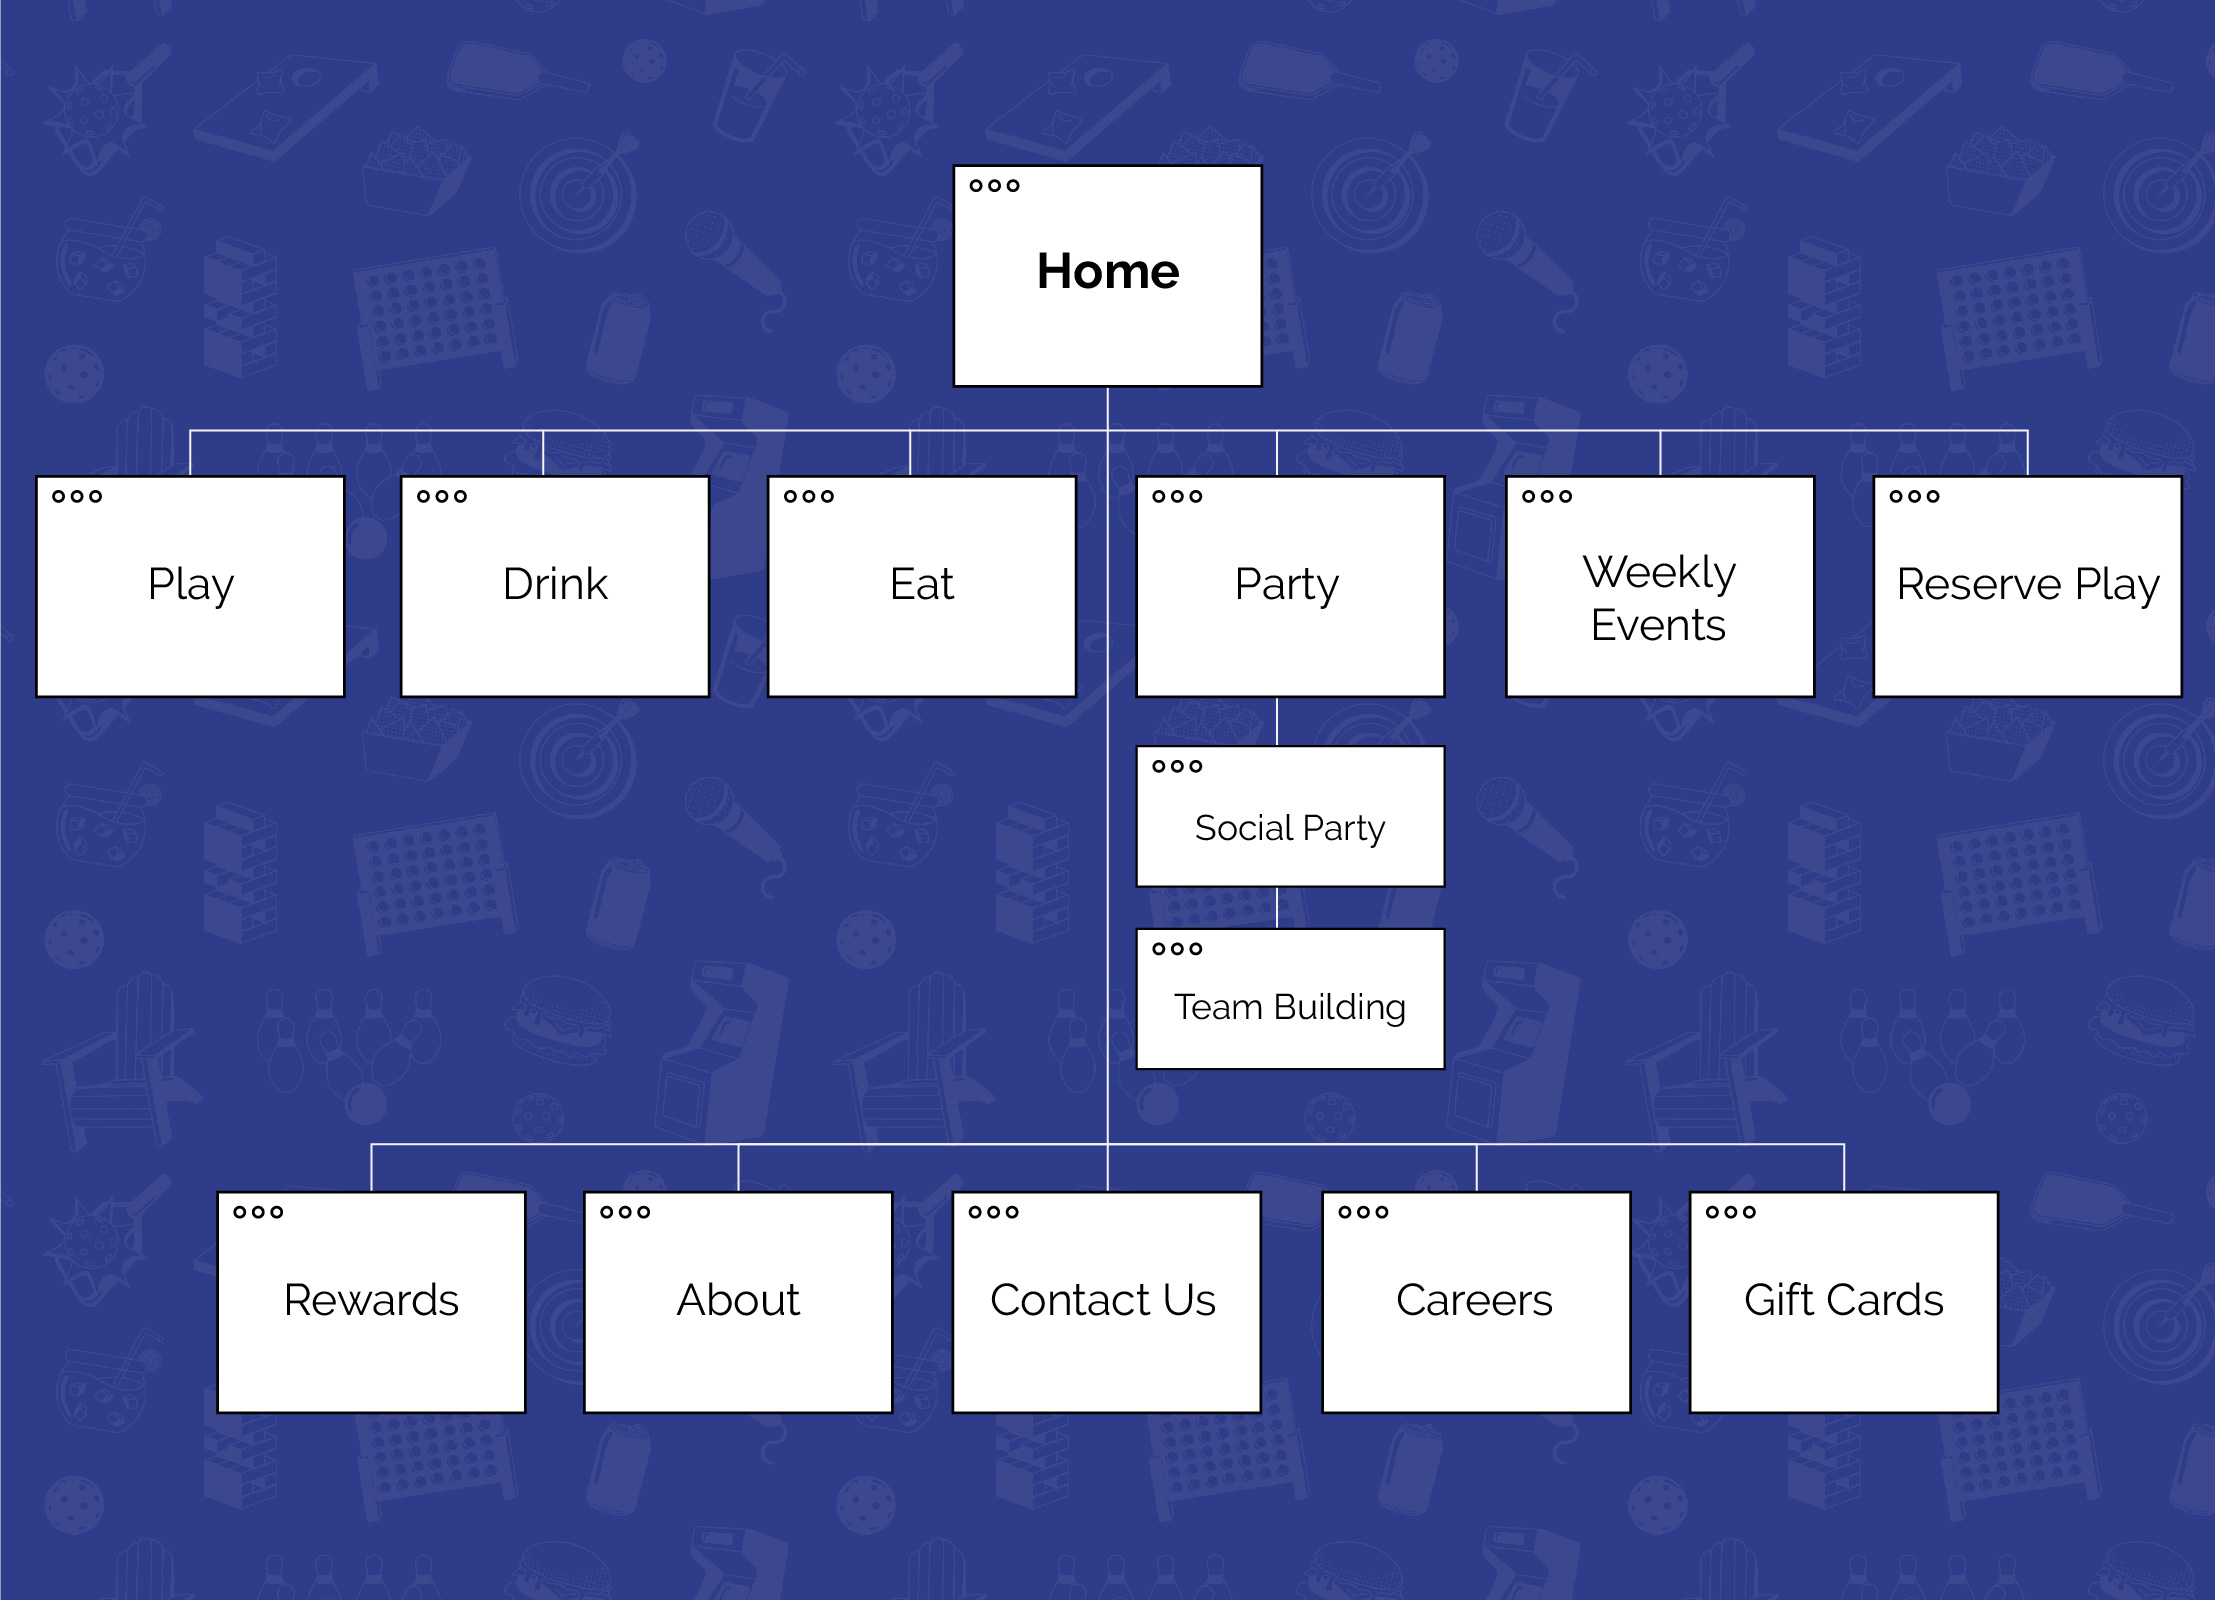 Home
Play
Drink
Eat
Party
Weekly
Events
Reserve Play
Social Party
Team Building
Rewards
About
Contact Us
Careers
Gift Cards